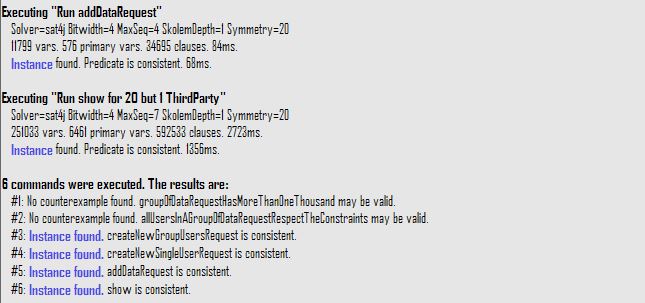 Executing "Run addDataRequest"
Solver=sat4j Bitwidth=4 MaxSeq=4 SkolemDepth=1 Symmetry=20
11799 vars. 576 primary vars. 34695 clauses. 84ms.
Instance found. Predicate is consistent. 68ms.
Executing "Run show for 20 but 1 ThirdParty"
Solver=sat4j Bitwidth=4 MaxSeq=7 SkolemDepth=1 Symmetry=20
251033 vars. 6461 primary vars. 592533 clauses. 2723ms.
Instance found. Predicate is consistent. 1356ms.
6 commands were executed. The results are:
#1: No counterexample found. groupOfDataRequestHasMoreThanOneThousand may be valid.
#2: No counterexample found. allUsersInAGroupOfDataRequestRespectTheConstraints may be valid.
#3: Instance found. createNewGroupUsersRequest is consistent.
#4: Instance found. createNewSingleUserRequest is consistent.
#5: Instance found. addDataRequest is consistent.
#6: Instance found. show is consistent.